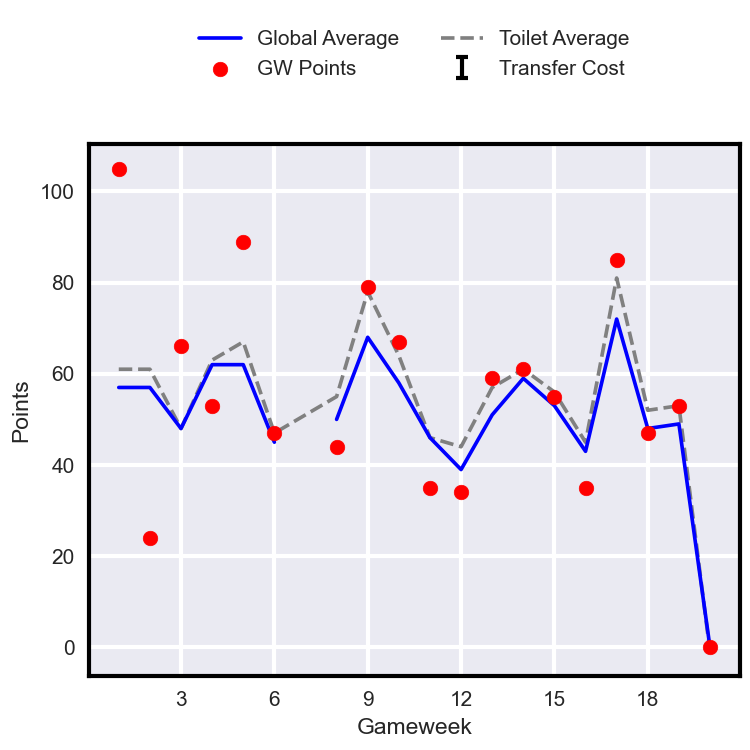 Global Average
Toilet Average
GW Points
Transfer Cost
100
80
60
40
20
0
Points
3 6 9 12 15 18
Gameweek